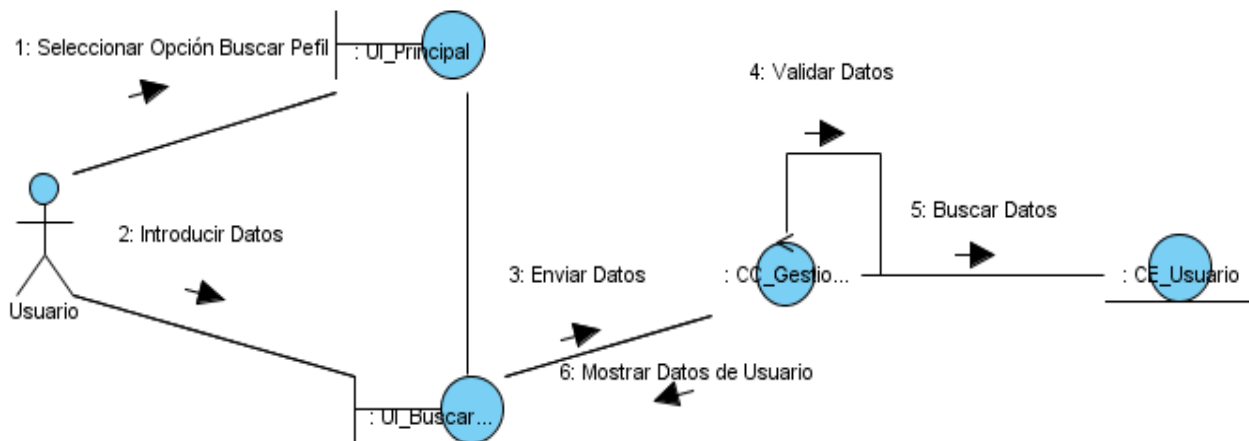 1: Seleccionar Opción Buscar Pefil
: UI_Principal
4: Validar Datos
2: Introducir Datos
5: Buscar Datos
3: Enviar Datos
: CC_Gestio...
: CE_Usuario
Usuario
6: Mostrar Datos de Usuario
: UI_Buscar...